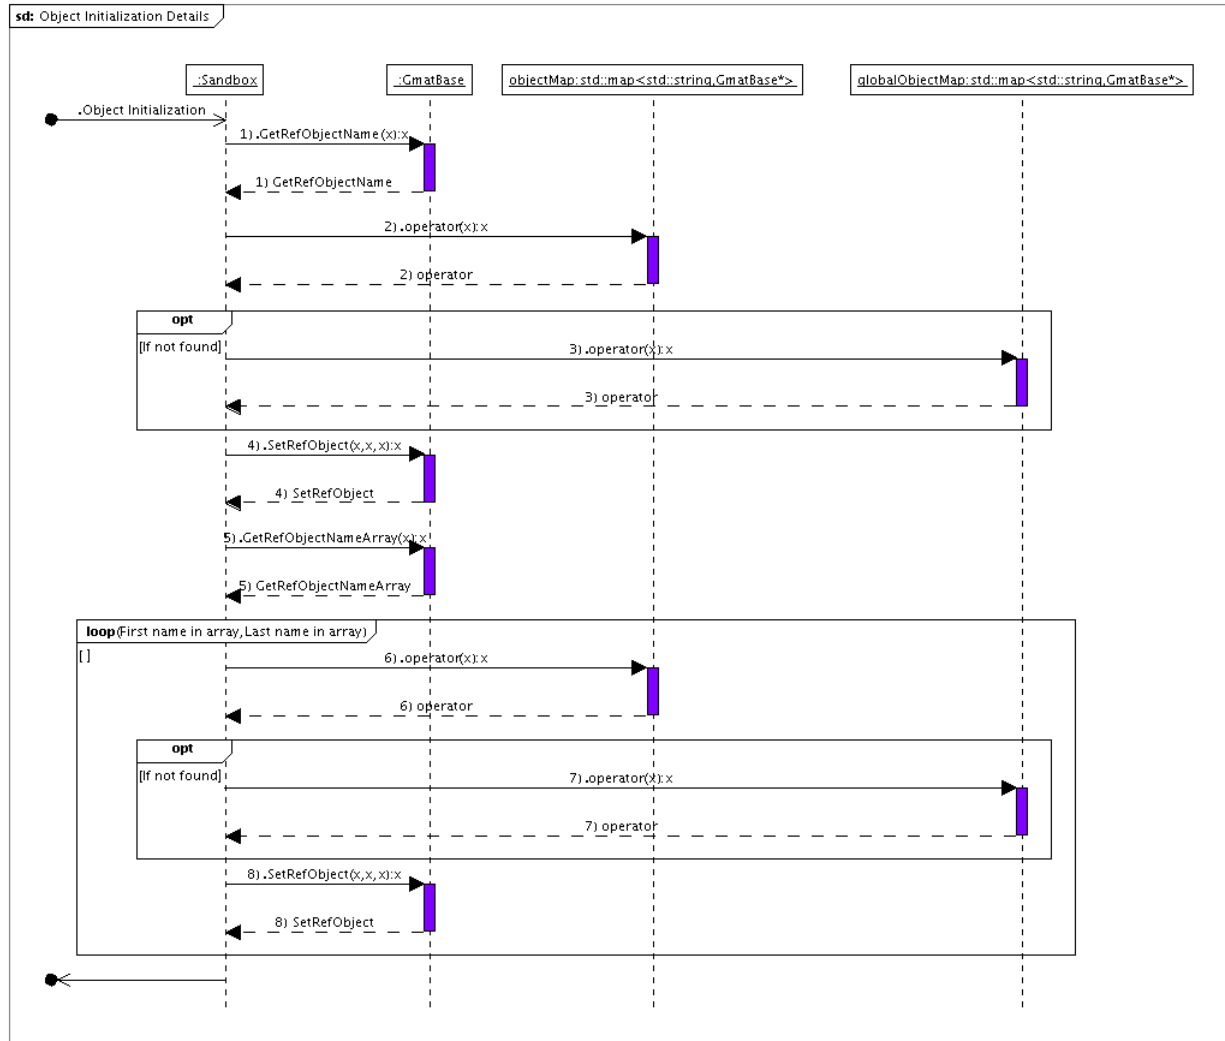 sd: Object Initialization Details
:Sandbox
:GmatBase
objectMap:std::map<std::string,GmatBase*>
globalObjectMap:std::map<std::string,GmatBase*>
.Object Initialization
1).GetRefObjectName(x):x
1) GetRefObjectName
2).operator(x):x
2) operator
opt
[If not found]
3).operator(x):x
3) operator
4).SetRefObject(x,x,x):x
4) SetRefObject
5).GetRefObjectNameArray(x):x
5) GetRefObjectNameArray
loop(First name in array,Last name in array)
[ ]
6).operator(x):x
6) operator
opt
[If not found]
7).operator(x):x
7) operator
8).SetRefObject(x,x,x):x
8) SetRefObject